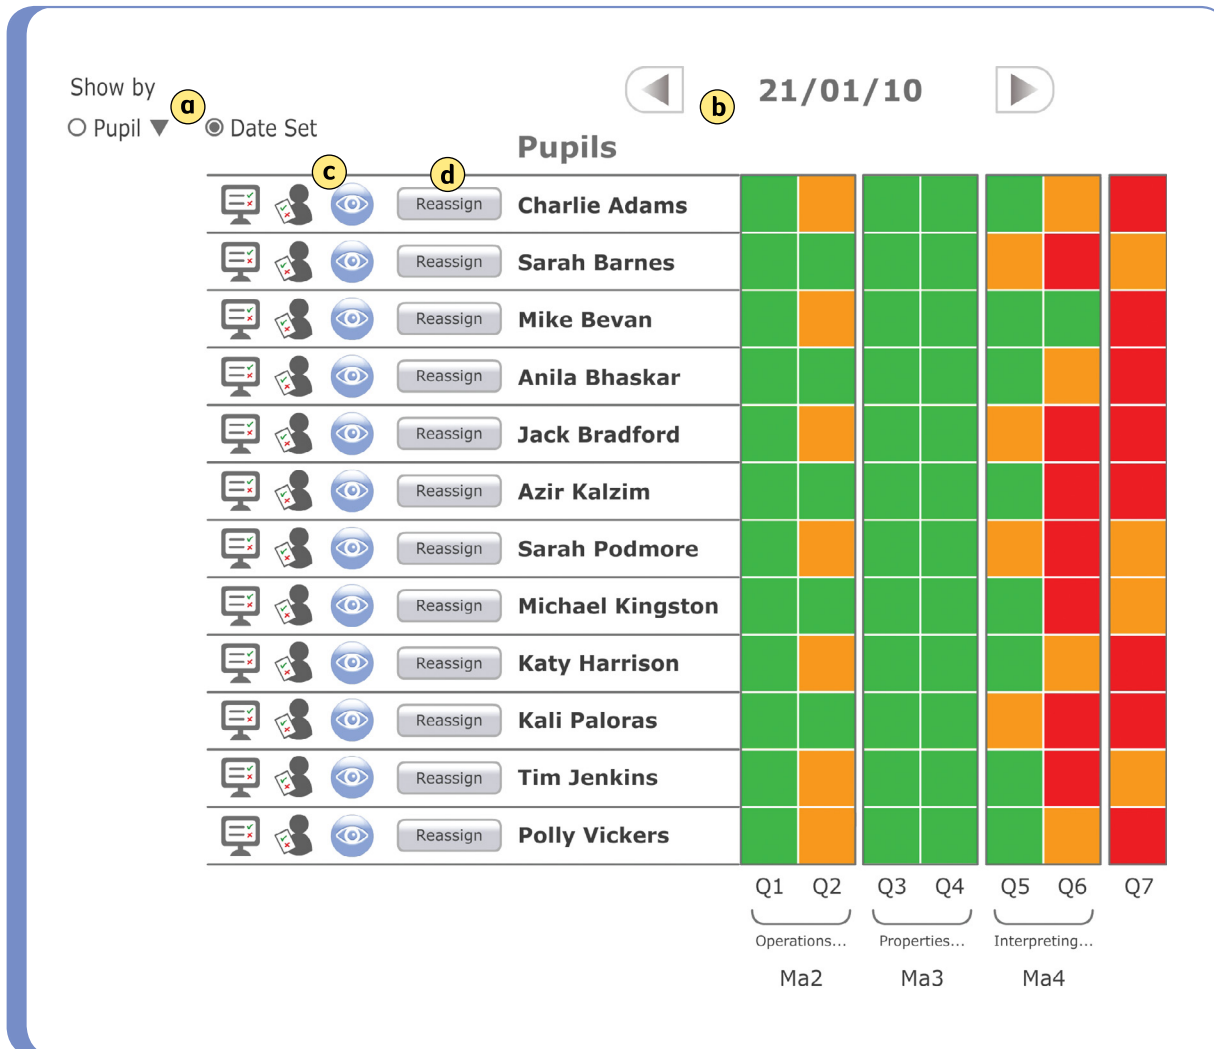 Show by
a
Pupil
Date Set
b
21/01/10
Pupils
c
d
Reassign Charlie Adams
Reassign Sarah Barnes
Reassign Mike Bevan
Reassign Anila Bhaskar
Reassign Jack Bradford
Reassign Azir Kalzim
Reassign Sarah Podmore
Reassign Michael Kingston
Reassign Katy Harrison
Reassign Kali Paloras
Reassign Tim Jenkins
Reassign Polly Vickers
Q1 Q2 Q3 Q4 Q5 Q6 Q7
Operations... Properties... Interpreting...
Ma2 Ma3 Ma4